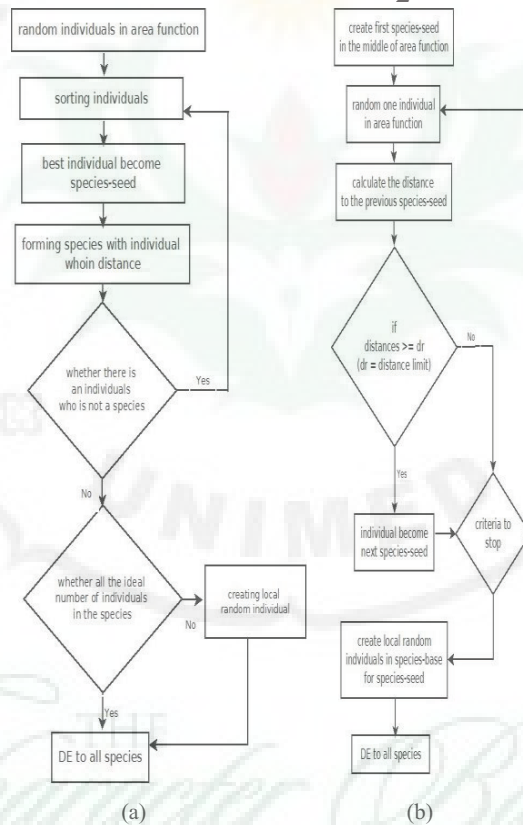 random individuals in area function
sorting individuals
best individual become
species-seed
forming species with individual
whoin distance
whether there is
an individuals
who is not a species
Yes
No
whether all the ideal
number of individuals
in the species
No
creating local
random individual
Yes
DE to all species
(a)
create first species-seed
in the middle of area function
random one individual
in area function
calculate the distance
to the previous species-seed
if
distances >= dr
(dr = distance limit)
No
Yes
individual become
next species-seed
criteria to
stop
create local random
indviduals in species-base
for species-seed
DE to all species
(b)
UNIMED
THE